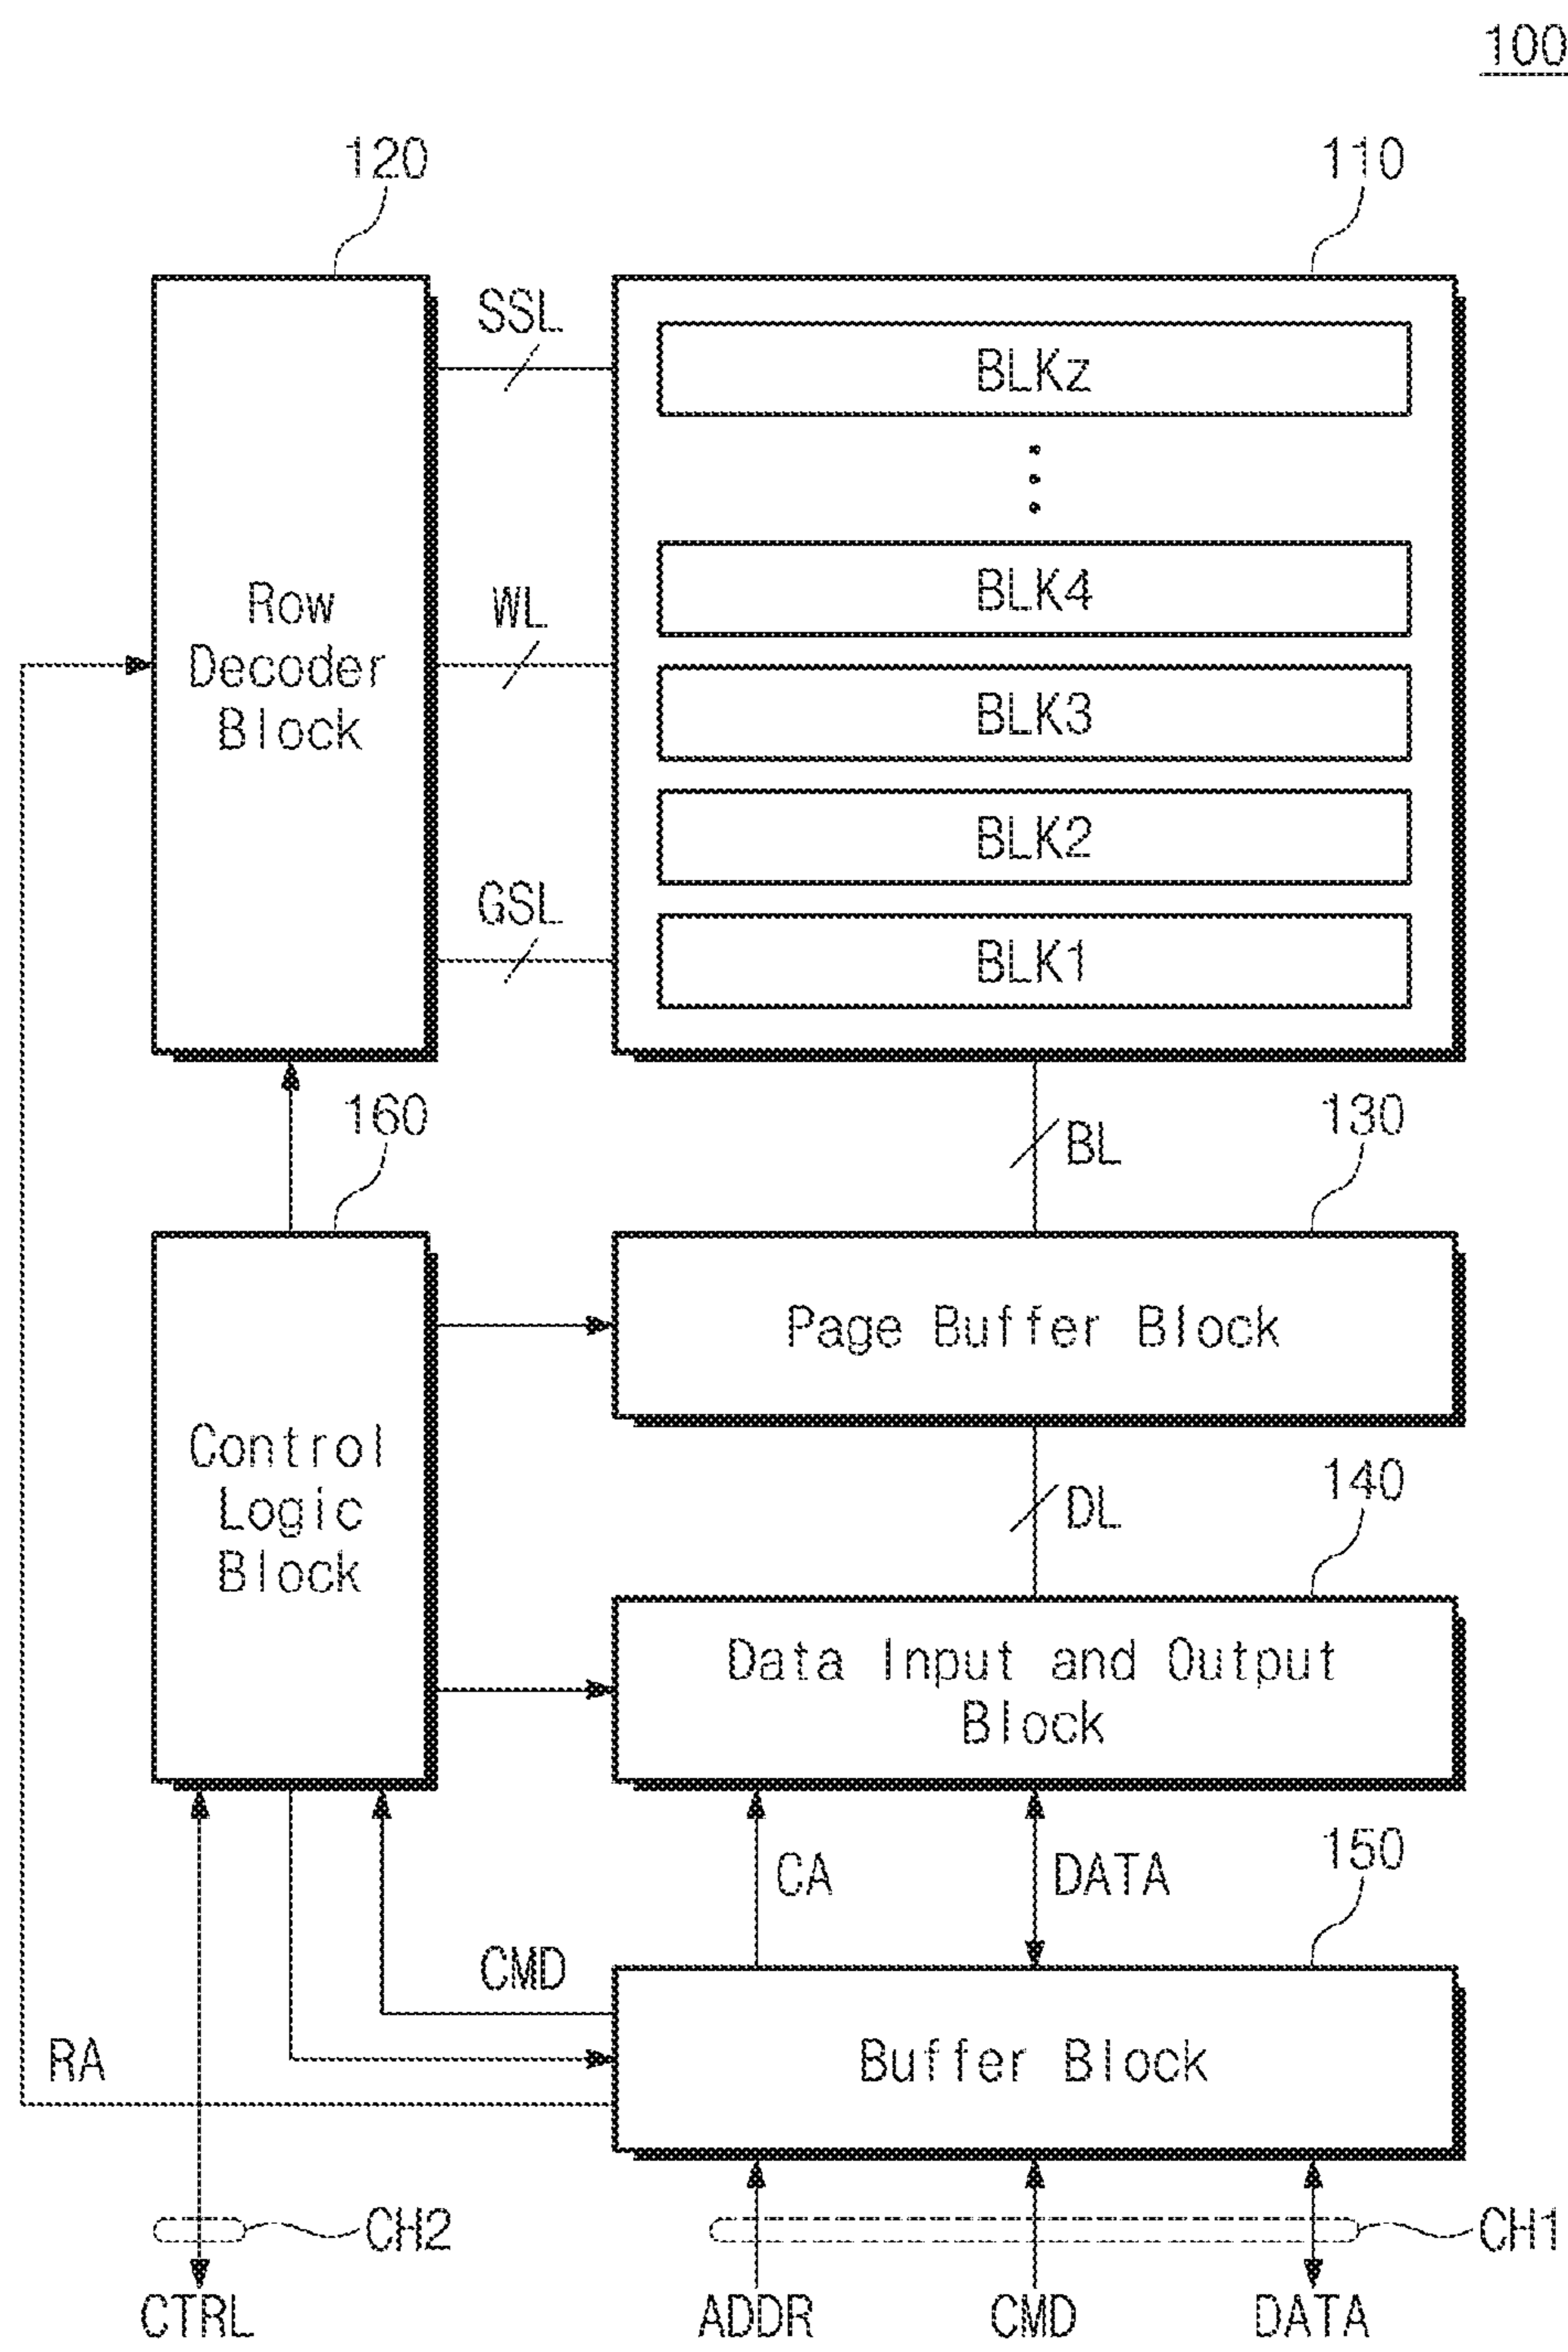 100
120
110
SSL
BLKz
BLK4
Row
Decoder
Block
WL
BLK3
BLK2
GSL
BLK1
160
BL
130
Page Buffer Block
Control
Logic
Block
DL
140
Data Input and Output
Block
CA
DATA
150
CMD
RA
Buffer Block
CH2
CH1
CTRL
ADDR
CMD
DATA